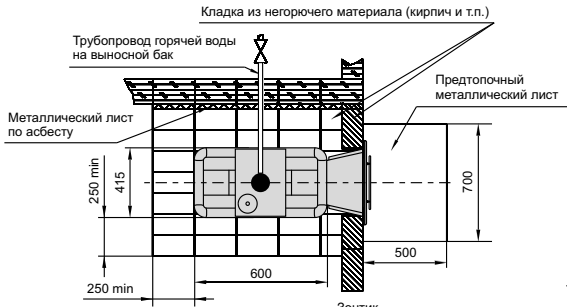 Кладка из негорючего материала (кирпич и т.п.)
Трубопровод горячей воды
на выносной бак
Предтопочный
металлический лист
Металлический лист
по асбесту
250 min
415
700
500
600
250 min
Зонтик